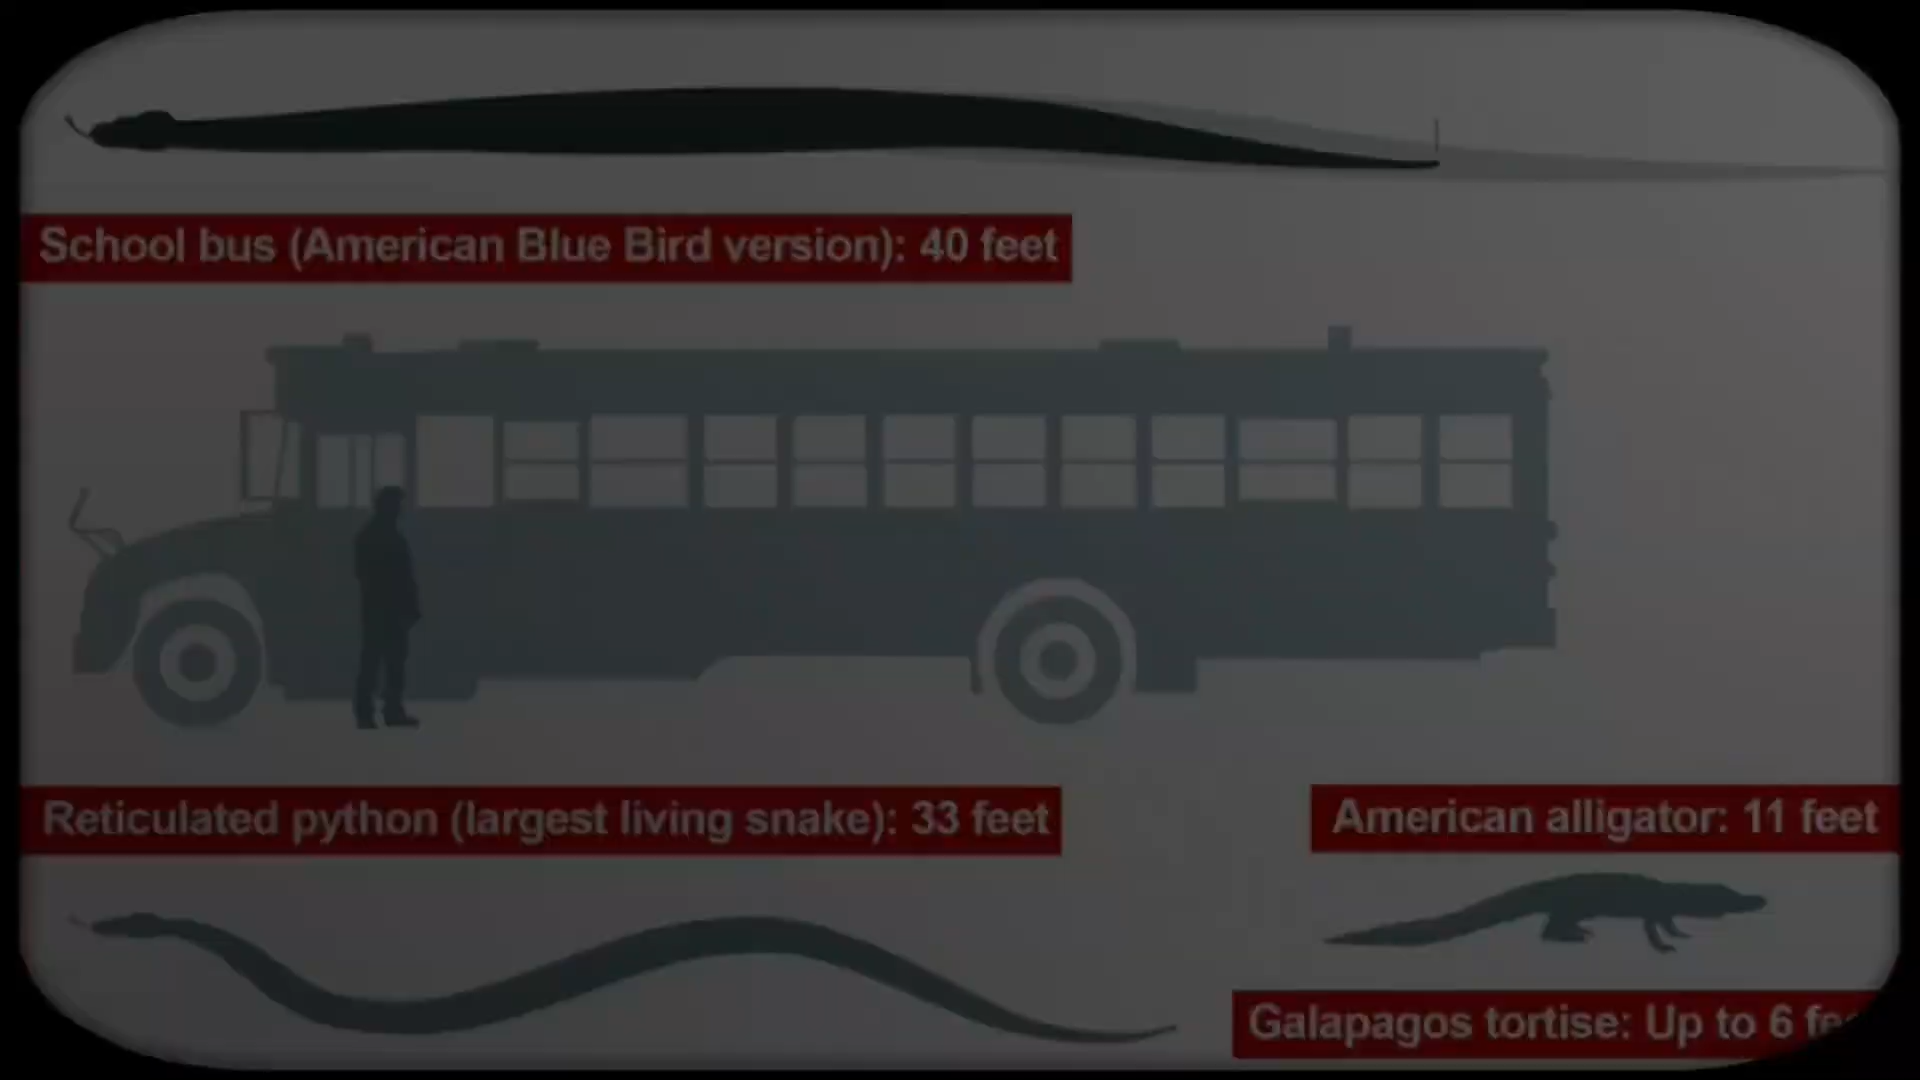 School bus (American Blue Bird version): 40 feet
Reticulated python (largest living snake): 33 feet
American alligator: 11 feet
Galapagos tortise: Up to 6